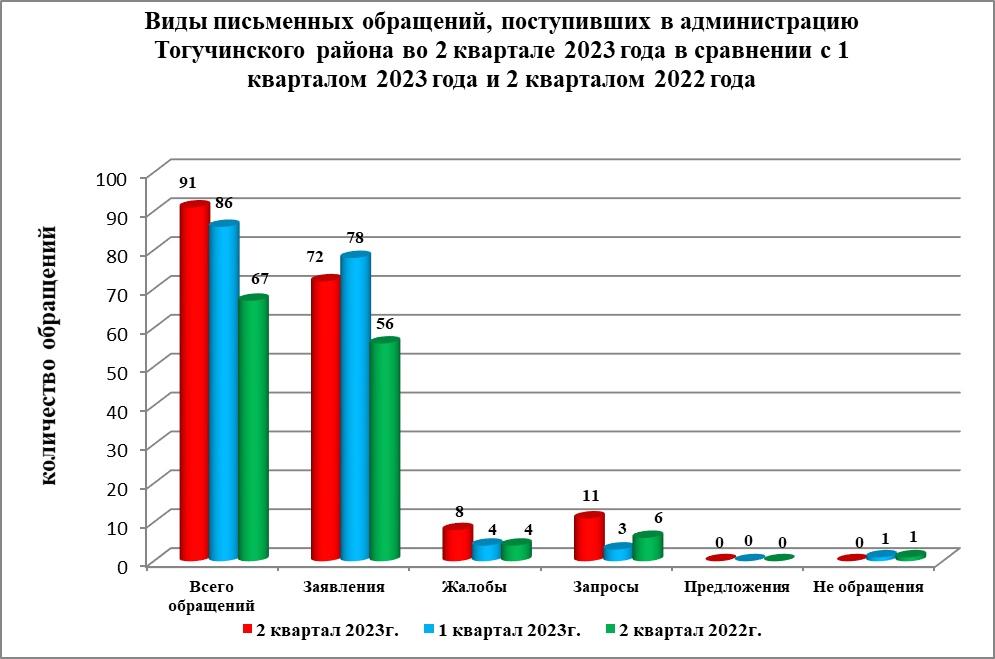 Виды письменных обращений, поступивших в администрацию
Тогучинского района во 2 квартале 2023 года в сравнении с 1
кварталом 2023 года и 2 кварталом 2022 года
количество обращений
100
90
80
70
60
50
40
30
20
10
0
91
86
67
72
78
56
8
4
4
11
3
6
0
0
0
0
1
1
Всего
обращений
Заявления
Жалобы
Запросы
Предложения
Не обращения
2 квартал 2023г.
1 квартал 2023г.
2 квартал 2022г.